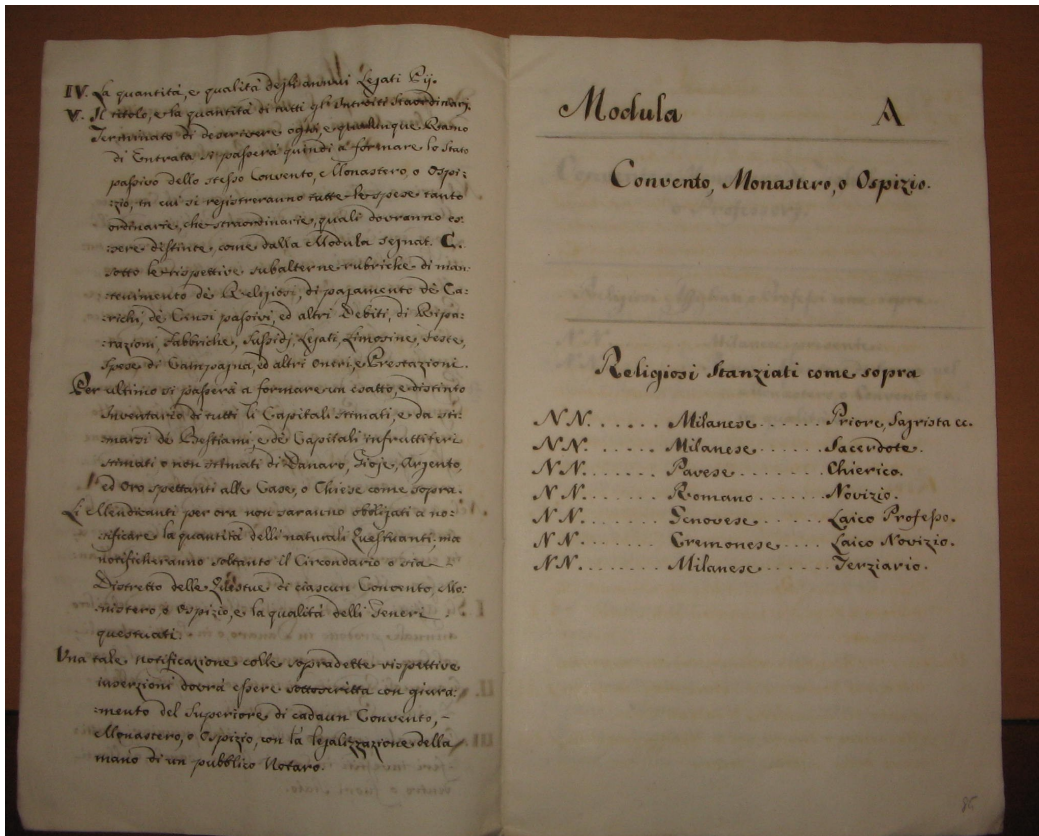 IV. La quantità, e qualità degli annui Legati Pij.
V. Il titolo, e la quantità di tutti gli Introiti straordinarj.
Terminato di descrivere ogni, e qualunque Ramo
di Entrata si passerà quindi à formare lo Stato
passivo dello stesso Convento, Monastero, o Ospi:
:zio, in cui si registreranno tutte le spese tanto
ordinarie, che straordinarie, quali dovranno es:
:sere distinte, come dalla Modula segnat. C.
sotto le rispettive subalterne rubriche di man:
:tenimento de' Religiosi, di pagamento de' Ca:
:richi, de' Censi passivi, ed altri Debiti, di Ripa:
:razioni, Fabbriche, Sussidj, Legati, Limosine, Feste,
Spese di Campagna, ed altri Oneri, e Prestazioni.
Per ultimo si passerà a formare un esatto, e distinto
Inventario di tutti li Capitali stimati, e da sti:
:marsi de Bestiami, e de' Capitali infruttiferi
stimati o non stimati di Danaro, Gioje, Argento,
ed Oro spettanti alle Case, o Chiese come sopra.
Li Mendicanti per ora non saranno obbligati a no:
:tificare la quantità delli naturali Questuanti, ma
notificheranno soltanto il Circondario o sia
Distretto delle Questue di ciascun Convento, Mo:
:nistero, o Ospizio, e la qualità delli Generi
questuati.
Una tale notificazione colle sopradette rispettive
inserzioni dovrà essere sottoscritta con giura:
:mento del Superiore di cadaun Convento,
Monastero, o Ospizio, con la legalizzazione della
mano di un pubblico Notaro.
Modula A
Convento, Monastero, o Ospizio.
Religiosi Stanziati come sopra
NN. ..... Milanese ..... Priore, Sagrista ec.
NN. ..... Milanese ..... Sacerdote.
NN. ..... Pavese ..... Chierico.
NN. ..... Romano ..... Novizio.
NN. ..... Genovese ..... Laico Professo.
NN. ..... Cremonese ..... Laico Novizio.
NN. ..... Milanese ..... Terziario.